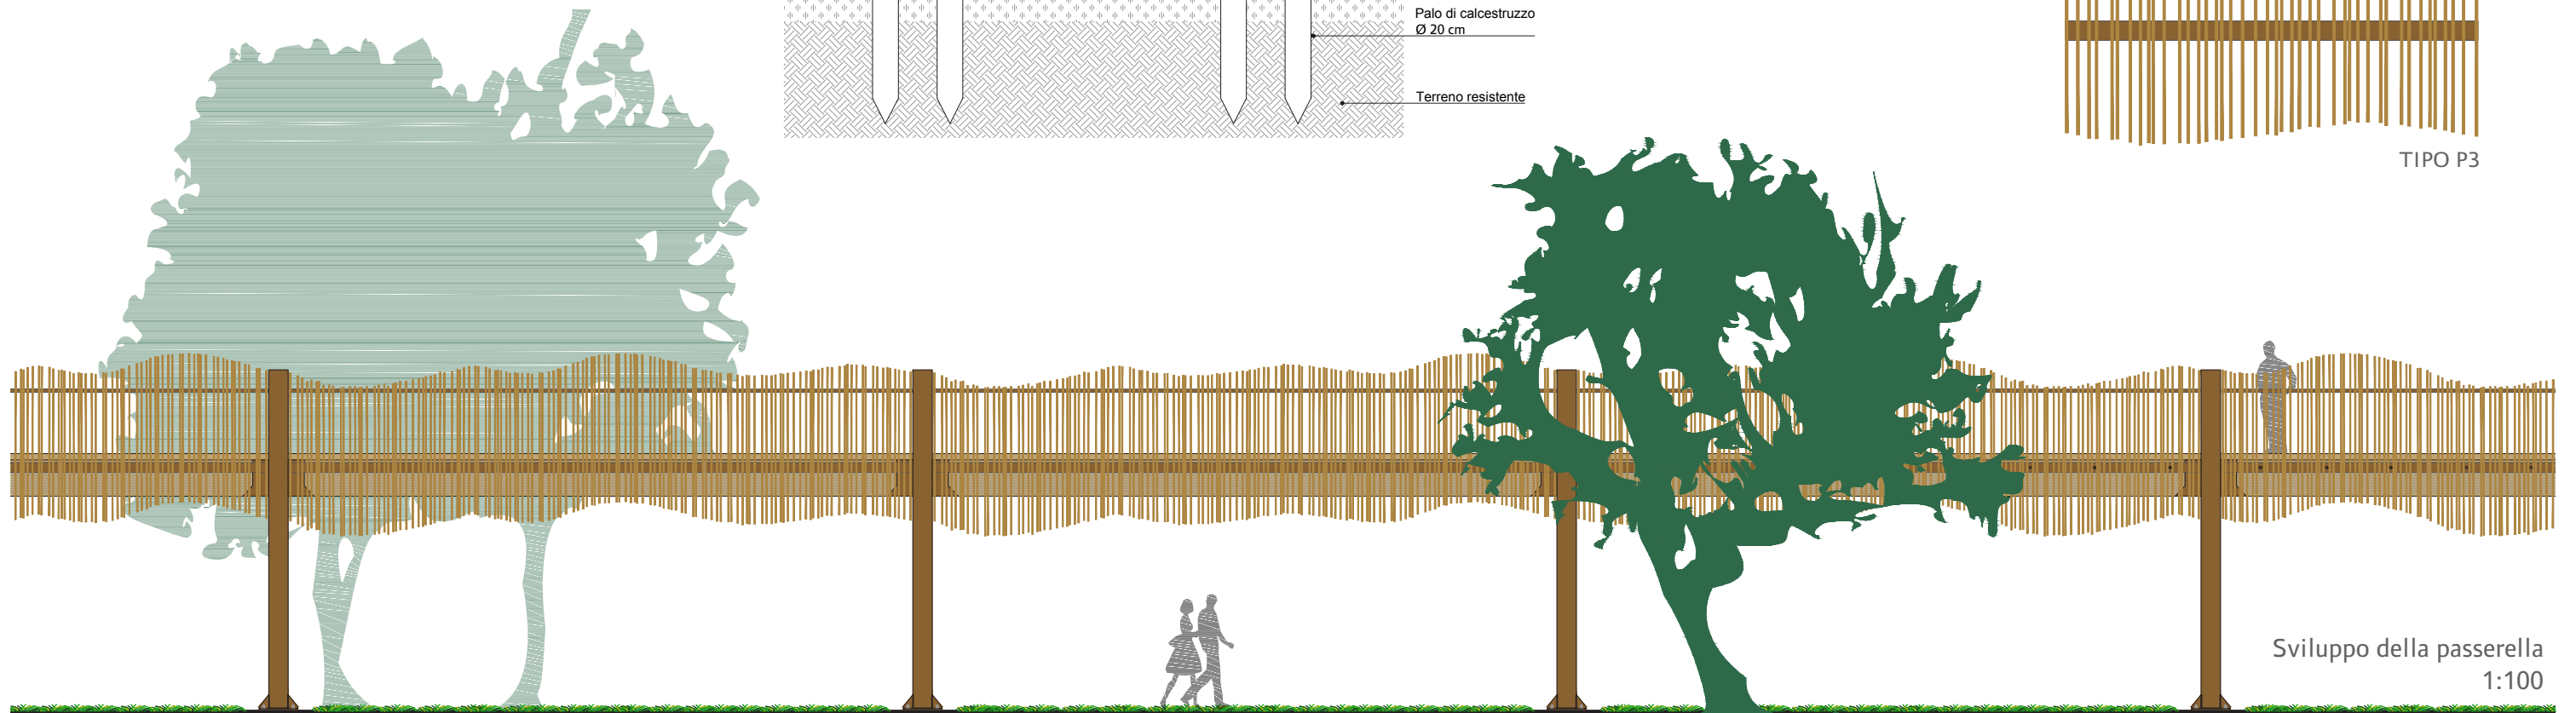 Palo di calcestruzzo
Ø 20 cm
Terreno resistente
TIPO P3
Sviluppo della passerella
1:100